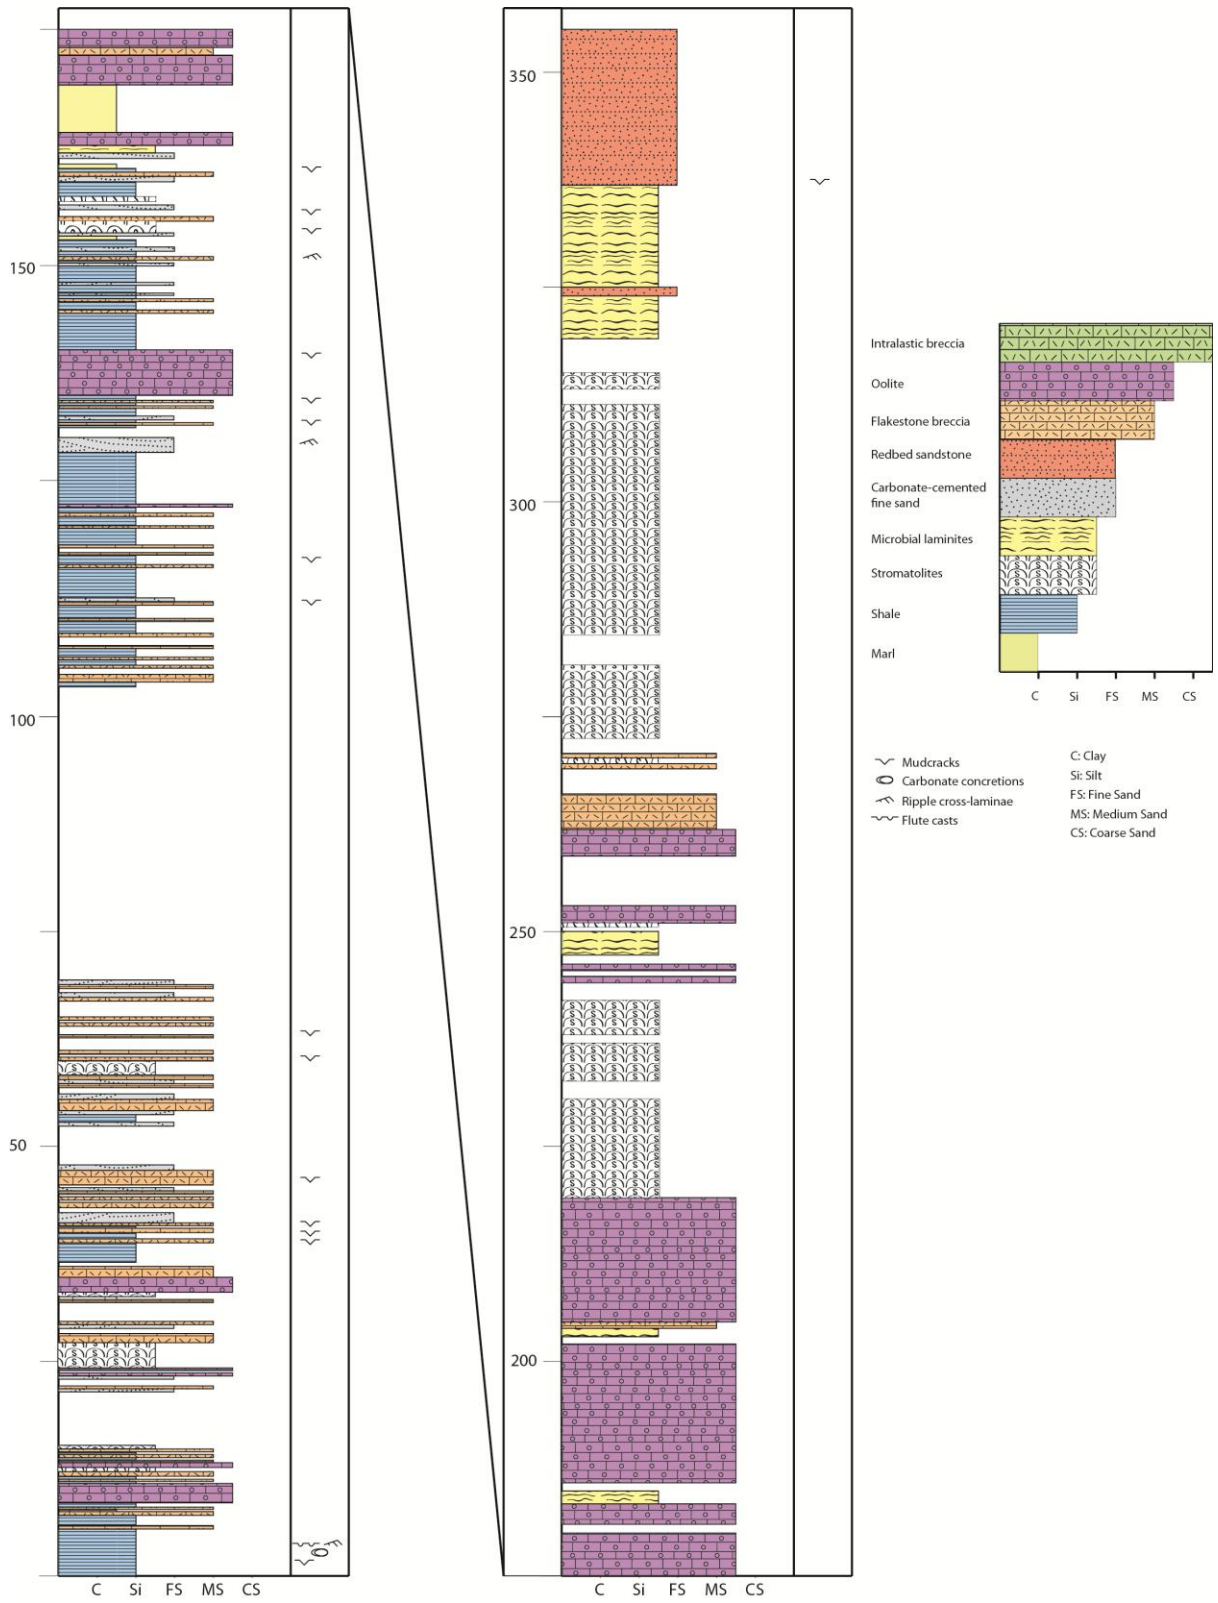 150
100
50
C Si FS MS CS
350
300
250
200
C Si FS MS CS
Intralastic breccia
Oolite
Flakestone breccia
Redbed sandstone
Carbonate-cemented
fine sand
Microbial laminites
Stromatolites
Shale
Marl
C Si FS MS CS
Mudcracks
Carbonate concretions
Ripple cross-laminae
Flute casts
C: Clay
Si: Silt
FS: Fine Sand
MS: Medium Sand
CS: Coarse Sand